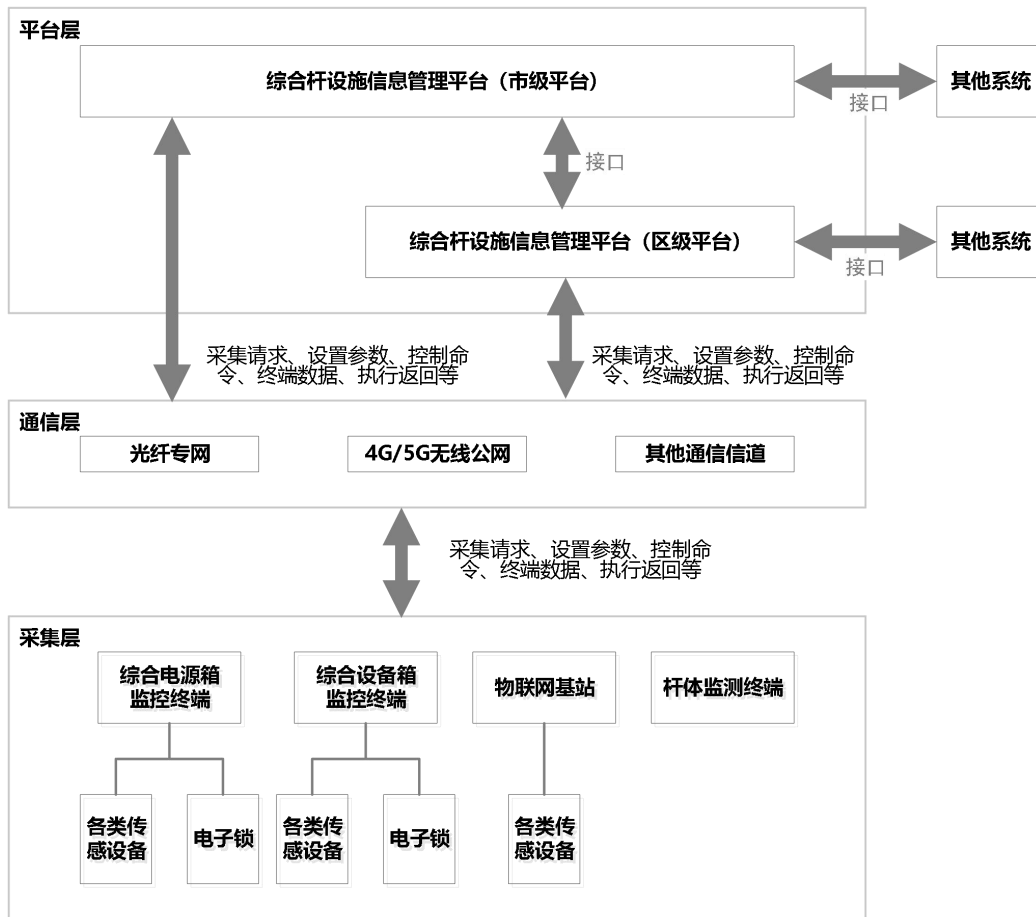 平台层
综合杆设施信息管理平台（市级平台）
其他系统
接口
接口
综合杆设施信息管理平台（区级平台）
其他系统
接口
采集请求、设置参数、控制命
令、终端数据、执行返回等
采集请求、设置参数、控制命
令、终端数据、执行返回等
通信层
光纤专网
4G/5G无线公网
其他通信信道
采集请求、设置参数、控制命
令、终端数据、执行返回等
采集层
综合电源箱
监控终端
综合设备箱
监控终端
物联网基站
杆体监测终端
各类传
感设备
电子锁
各类传
感设备
电子锁
各类传
感设备